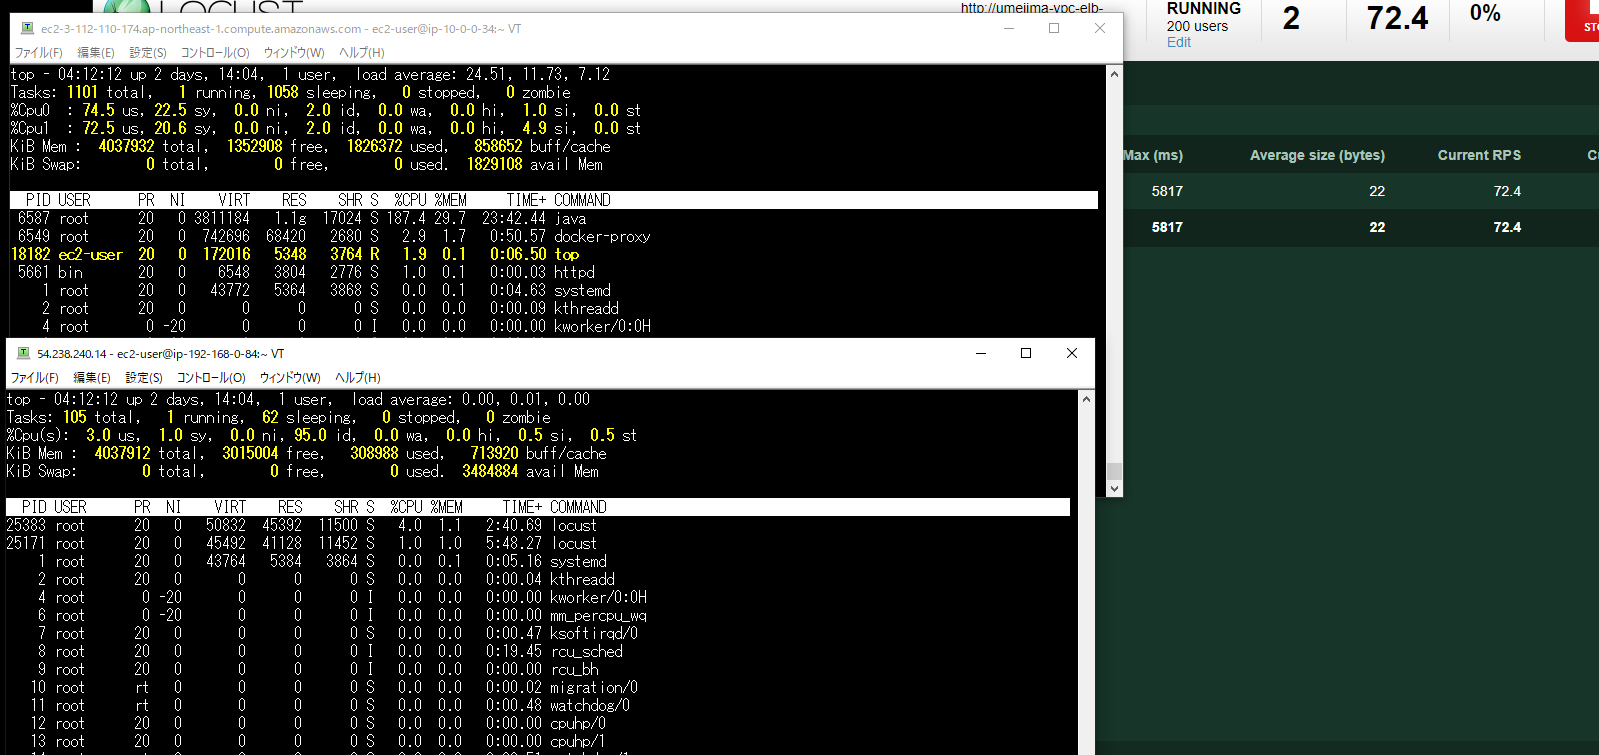 LOCUST
http://umejima-vpc-elb-
RUNNING
200 users
Edit
2
72.4
0%
ec2-3-112-110-174.ap-northeast-1.compute.amazonaws.com - ec2-user@ip-10-0-0-34:~ VT
ファイル(F) 編集(E) 設定(S) コントロール(O) ウィンドウ(W) ヘルプ(H)
top - 04:12:12 up 2 days, 14:04,  1 user,  load average: 24.51, 11.73, 7.12
Tasks: 1101 total,   1 running, 1058 sleeping,   0 stopped,   0 zombie
%Cpu0  : 74.5 us, 22.5 sy,  0.0 ni,  2.0 id,  0.0 wa,  0.0 hi,  1.0 si,  0.0 st
%Cpu1  : 72.5 us, 20.6 sy,  0.0 ni,  2.0 id,  0.0 wa,  0.0 hi,  4.9 si,  0.0 st
KiB Mem :  4037932 total,  1352908 free,  1826372 used,   858652 buff/cache
KiB Swap:        0 total,        0 free,        0 used.  1829108 avail Mem
PID USER PR NI VIRT RES SHR S %CPU %MEM TIME+ COMMAND
6587 root 20 0 3811184 1.1g 17024 S 187.4 29.7 23:42.44 java
6549 root 20 0 742696 68420 2680 S 2.9 1.7 0:50.57 docker-proxy
18182 ec2-user 20 0 172016 5348 3764 R 1.9 0.1 0:06.50 top
5661 bin 20 0 6548 3804 2776 S 1.0 0.1 0:00.03 httpd
1 root 20 0 43772 5364 3868 S 0.0 0.1 0:04.63 systemd
2 root 20 0 0 0 0 S 0.0 0.0 0:00.09 kthreadd
4 root 0 -20 0 0 0 I 0.0 0.0 0:00.00 kworker/0:0H
Max (ms) Average size (bytes) Current RPS
5817 22 72.4
5817 22 72.4
54.238.240.14 - ec2-user@ip-192-168-0-84:~ VT
ファイル(F) 編集(E) 設定(S) コントロール(O) ウィンドウ(W) ヘルプ(H)
top - 04:12:12 up 2 days, 14:04,  1 user,  load average: 0.00, 0.01, 0.00
Tasks: 105 total,   1 running,  62 sleeping,   0 stopped,   0 zombie
%Cpu(s):  3.0 us,  1.0 sy,  0.0 ni, 95.0 id,  0.0 wa,  0.0 hi,  0.5 si,  0.5 st
KiB Mem :  4037912 total,  3015004 free,   308988 used,   713920 buff/cache
KiB Swap:        0 total,        0 free,        0 used.  3484884 avail Mem
PID USER PR NI VIRT RES SHR S %CPU %MEM TIME+ COMMAND
25383 root 20 0 50832 45392 11500 S 4.0 1.1 2:40.69 locust
25171 root 20 0 45492 41128 11452 S 1.0 1.0 5:48.27 locust
1 root 20 0 43764 5384 3864 S 0.0 0.1 0:05.16 systemd
2 root 20 0 0 0 0 S 0.0 0.0 0:00.04 kthreadd
4 root 0 -20 0 0 0 I 0.0 0.0 0:00.00 kworker/0:0H
6 root 0 -20 0 0 0 I 0.0 0.0 0:00.00 mm_percpu_wq
7 root 20 0 0 0 0 S 0.0 0.0 0:00.47 ksoftirqd/0
8 root 20 0 0 0 0 I 0.0 0.0 0:19.45 rcu_sched
9 root 20 0 0 0 0 I 0.0 0.0 0:00.00 rcu_bh
10 root rt 0 0 0 0 S 0.0 0.0 0:00.02 migration/0
11 root rt 0 0 0 0 S 0.0 0.0 0:00.48 watchdog/0
12 root 20 0 0 0 0 S 0.0 0.0 0:00.00 cpuhp/0
13 root 20 0 0 0 0 S 0.0 0.0 0:00.00 cpuhp/1